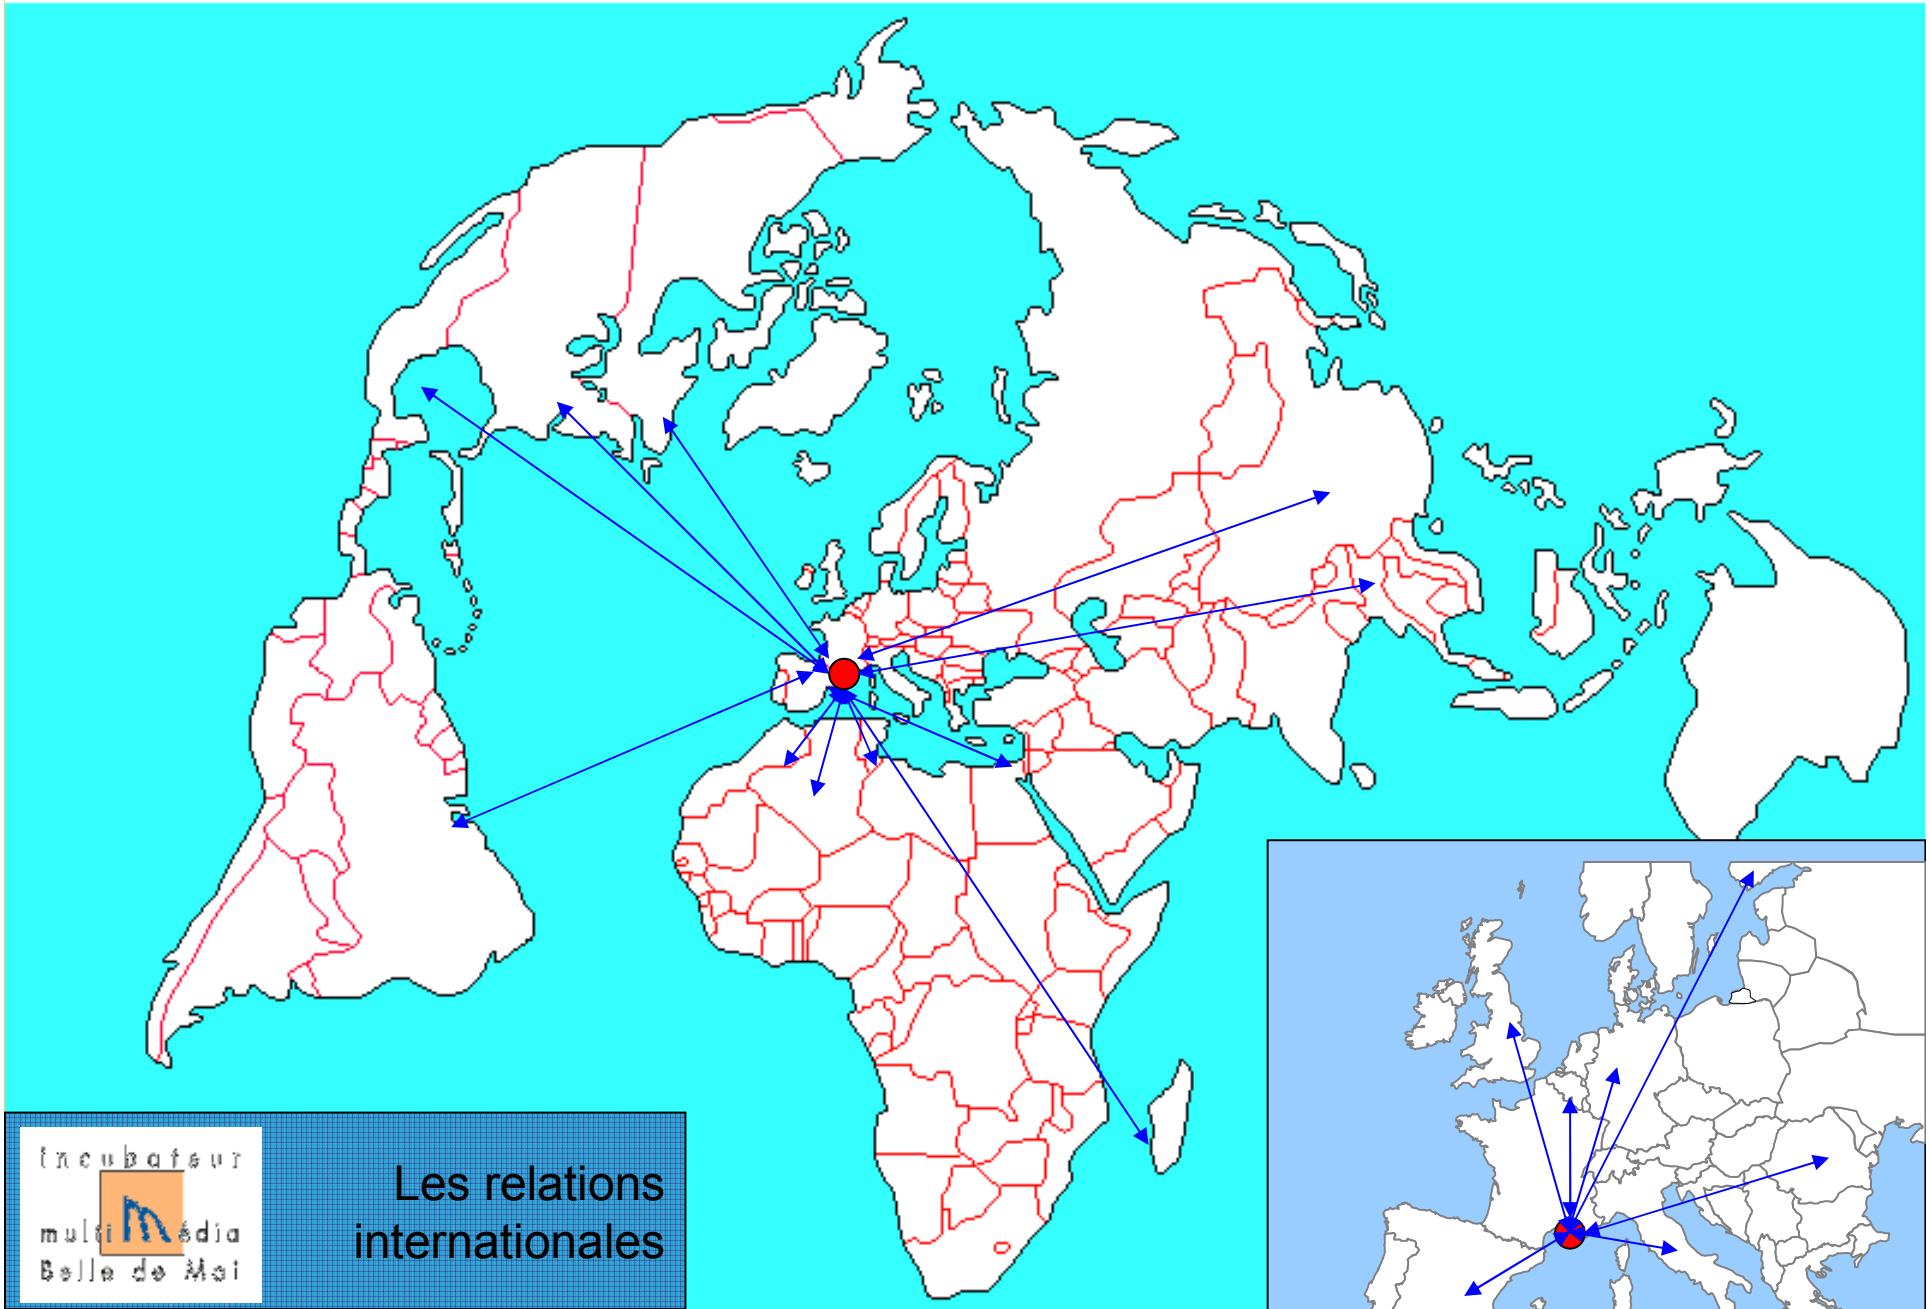 incubateur
multimédia
Belle de Mai
Les relations
internationales